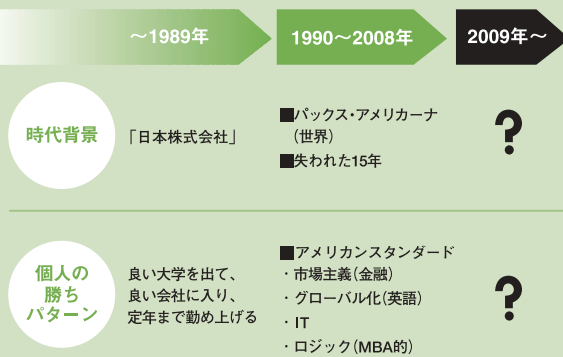 ～1989年
1990～2008年
2009年～
時代背景
「日本株式会社」
■パックス・アメリカーナ
（世界）
■失われた15年
?
個人の
勝ち
パターン
良い大学を出て、
良い会社に入り、
定年まで勤め上げる
■アメリカンスタンダード
・市場主義（金融）
・グローバル化（英語）
・IT
・ロジック（MBA的）
?